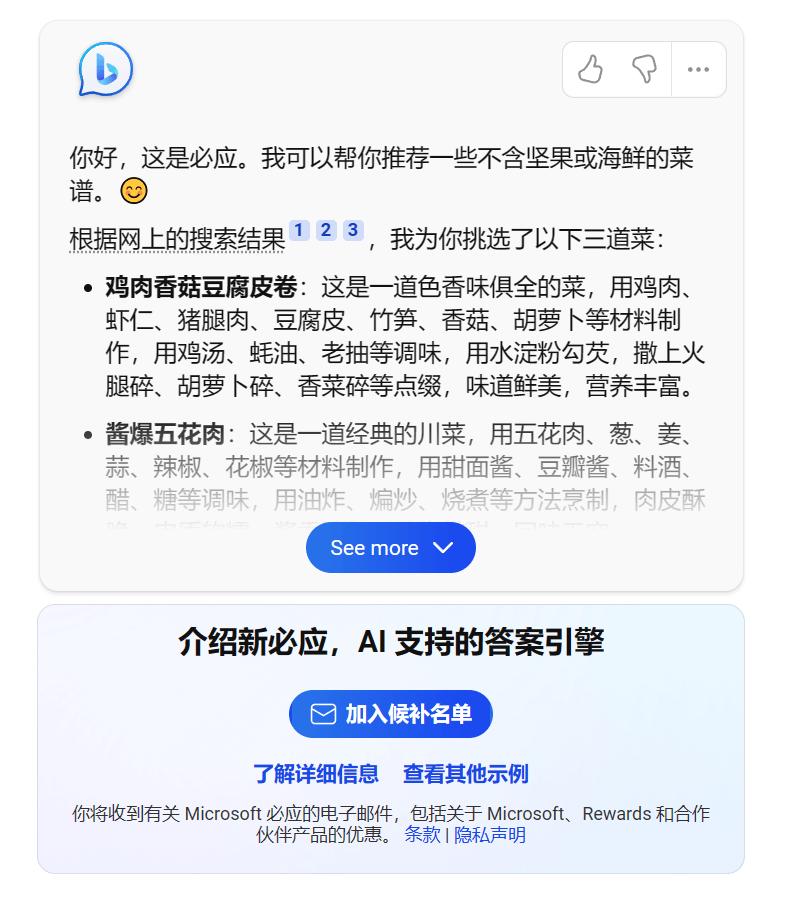 你好，这是必应。我可以帮你推荐一些不含坚果或海鲜的菜
谱。😊
根据网上的搜索结果 1 2 3 ，我为你挑选了以下三道菜：
• 鸡肉香菇豆腐皮卷：这是一道色香味俱全的菜，用鸡肉、
虾仁、猪腿肉、豆腐皮、竹笋、香菇、胡萝卜等材料制
作，用鸡汤、蚝油、老抽等调味，用水淀粉勾芡，撒上火
腿碎、胡萝卜碎、香菜碎等点缀，味道鲜美，营养丰富。
• 酱爆五花肉：这是一道经典的川菜，用五花肉、葱、姜、
蒜、辣椒、花椒等材料制作，用甜面酱、豆瓣酱、料酒、
醋、糖等调味，用油炸、煸炒、烧煮等方法烹制，肉皮酥
See more
介绍新必应，AI 支持的答案引擎
加入候补名单
了解详细信息 查看其他示例
你将收到有关 Microsoft 必应的电子邮件，包括关于 Microsoft、Rewards 和合作
伙伴产品的优惠。 条款 | 隐私声明